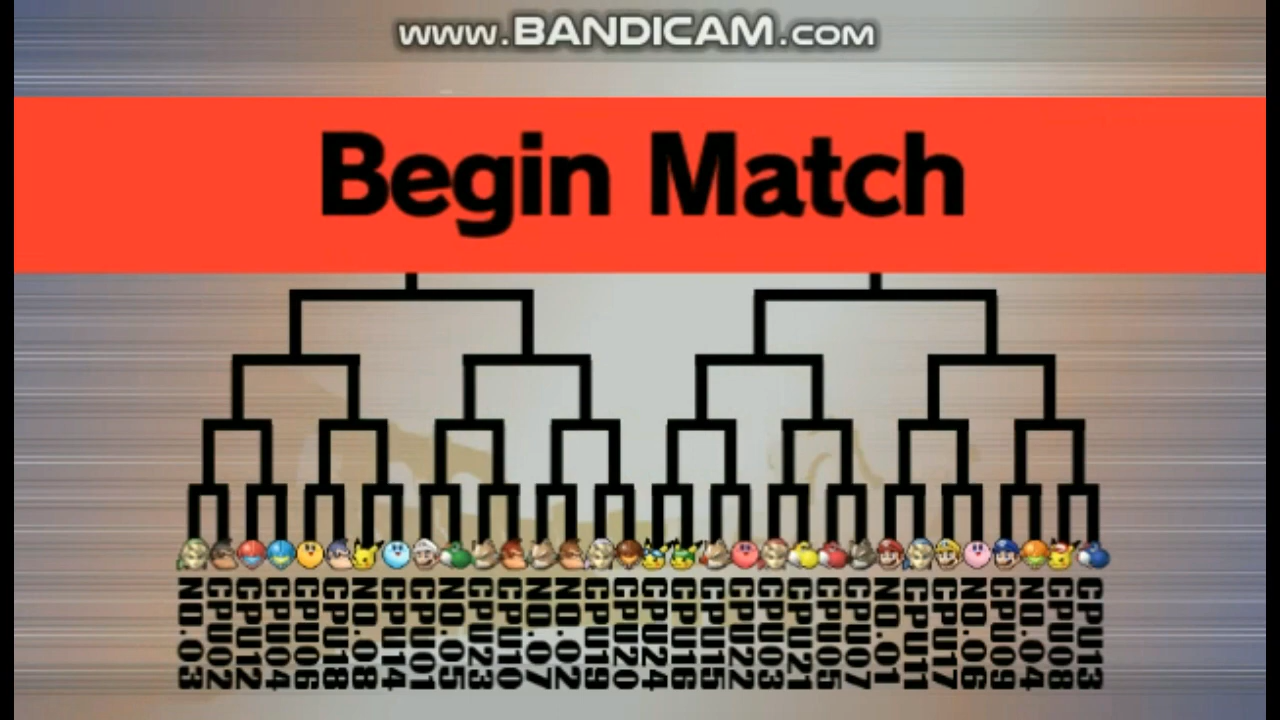 www.BANDICAM.com
Begin Match
NO.03
CPU02
CPU12
CPU04
CPU06
CPU18
NO.08
CPU14
CPU01
NO.05
CPU23
CPU10
NO.07
NO.02
CPU19
CPU20
CPU24
CPU16
CPU15
CPU22
CPU03
CPU21
CPU05
CPU07
NO.01
CPU11
CPU17
NO.06
CPU09
NO.04
CPU08
CPU13